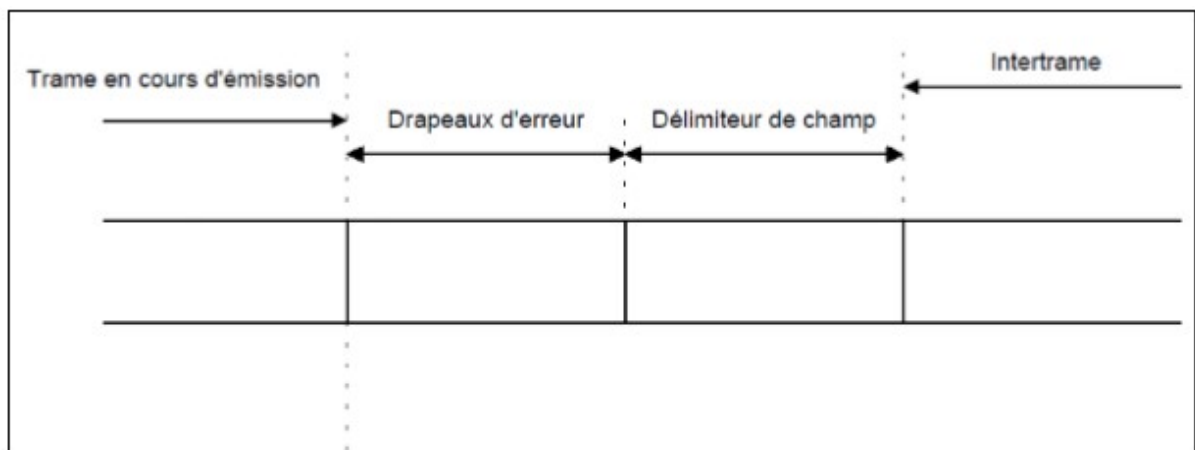 Intertrame
Trame en cours d'émission
Drapeaux d'erreur
Délimiteur de champ